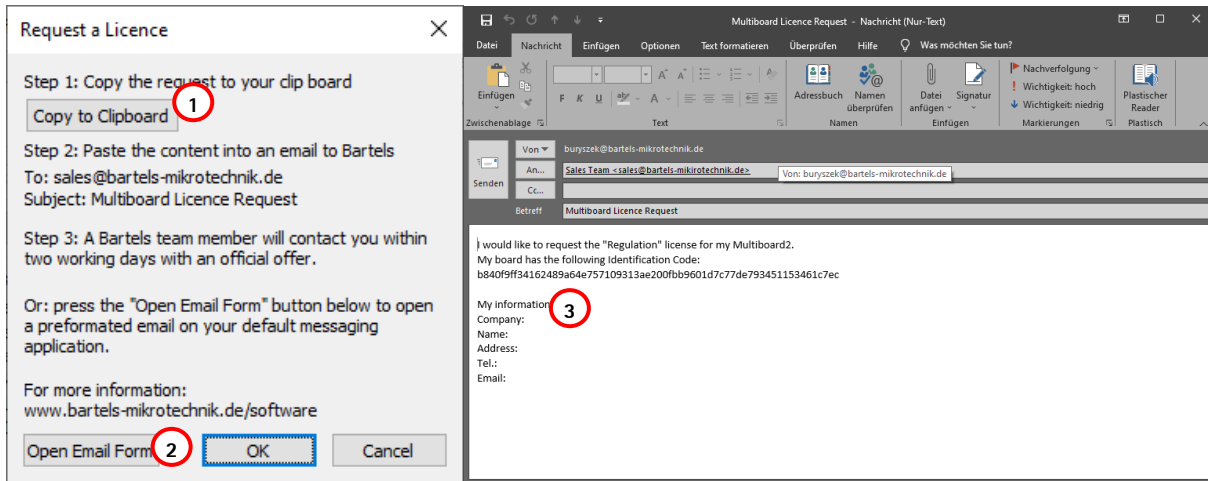 Request a Licence
Step 1: Copy the request to your clip board
Copy to Clipboard
1
Step 2: Paste the content into an email to Bartels
To: sales@bartels-mikrotechnik.de
Subject: Multiboard Licence Request
Step 3: A Bartels team member will contact you within
two working days with an official offer.
Or: press the "Open Email Form" button below to open
a preformated email on your default messaging
application.
For more information:
www.bartels-mikrotechnik.de/software
Open Email Form
2
OK
Cancel
Multiboard Licence Request - Nachricht (Nur-Text)
Datei Nachricht Einfügen Optionen Text formatieren Überprüfen Hilfe Was möchten Sie tun?
Einfügen
F K U
Adressbuch
Namen
überprüfen
Datei
anfügen
Signatur
Nachverfolgung
Wichtigkeit: hoch
Wichtigkeit: niedrig
Plastischer
Reader
Zwischenablage Text Namen Einfügen Markierungen Plastisch
Senden
Von buryszek@bartels-mikrotechnik.de
An... Sales Team <sales@bartels-mikirotechnik.de>
Von: buryszek@bartels-mikrotechnik.de
Cc...
Betreff Multiboard Licence Request
I would like to request the "Regulation" license for my Multiboard2.
My board has the following Identification Code:
b840f9ff34162489a64e757109313ae200fbb9601d7c77de793451153461c7ec
My information
3
Company:
Name:
Address:
Tel.:
Email: